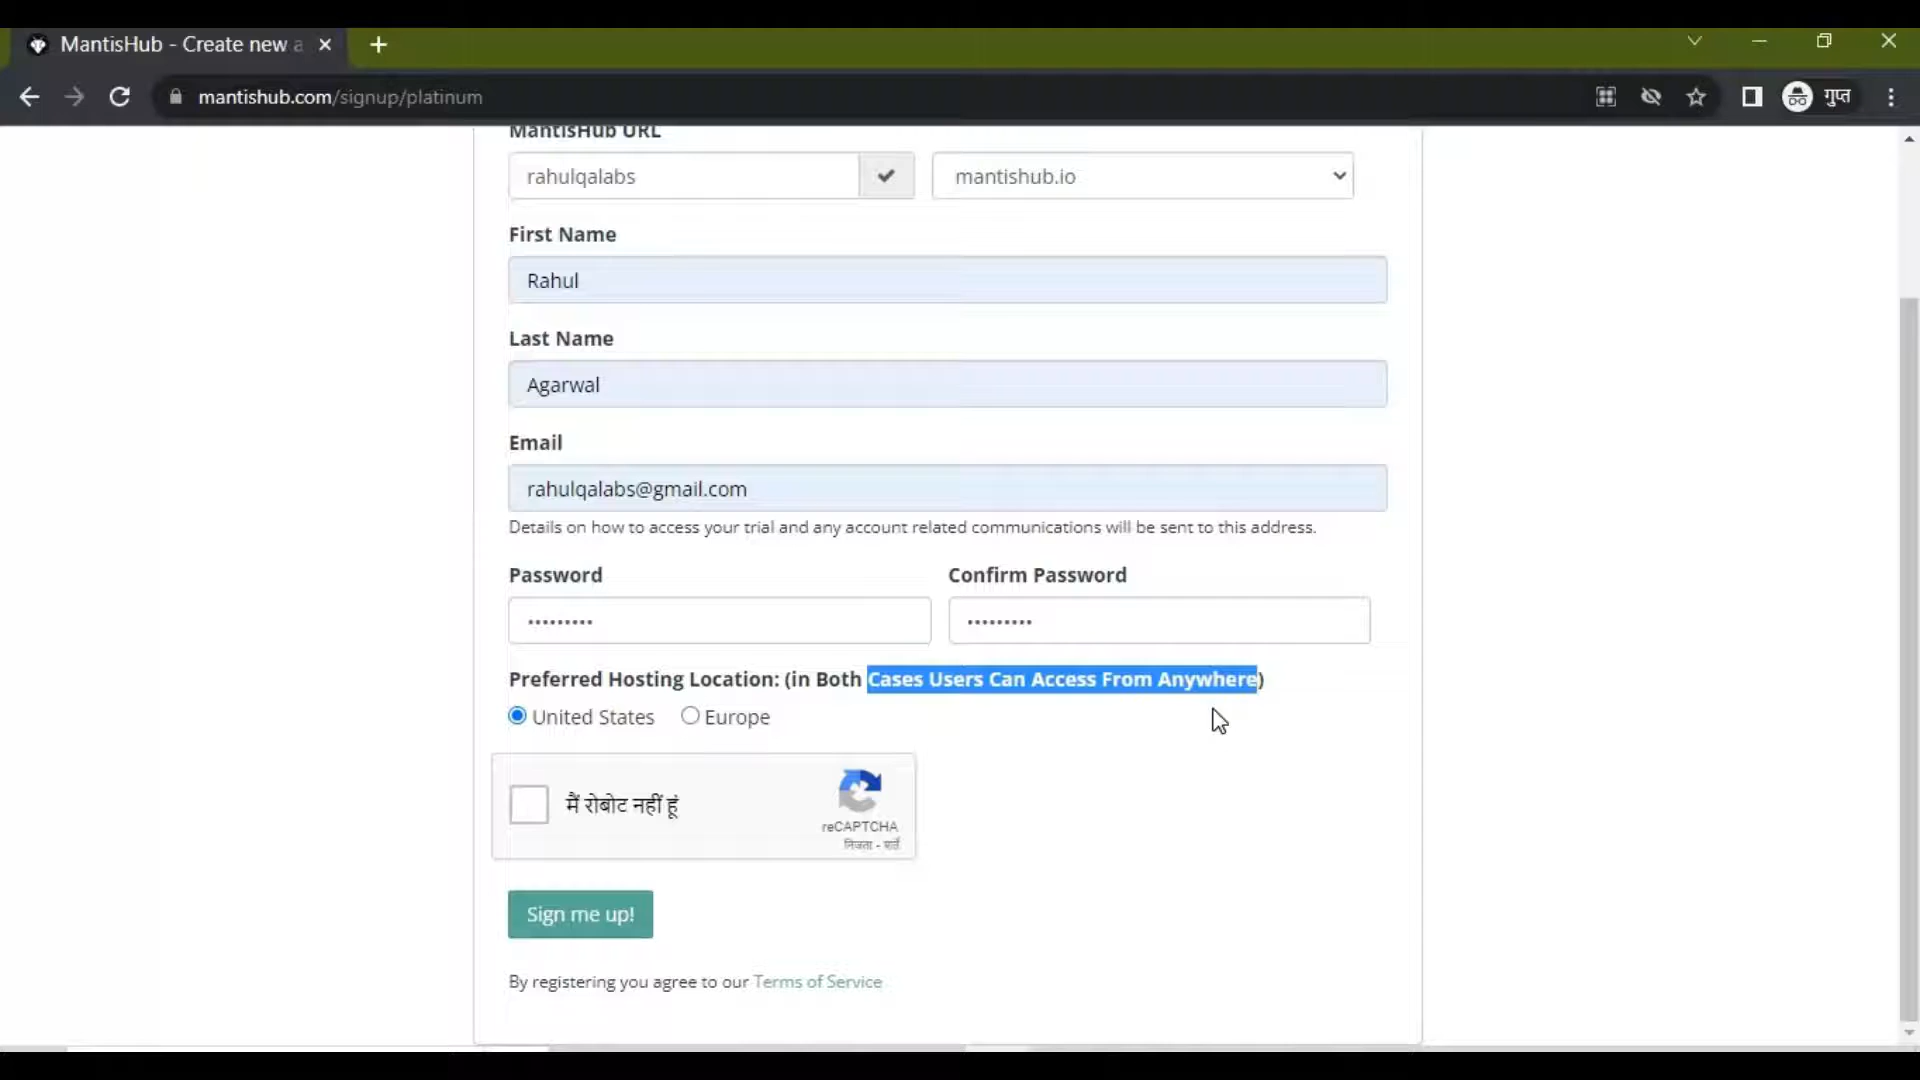 MantisHub - Create new a
mantishub.com/signup/platinum
गुप्त
MantisHub URL
rahulqalabs
mantishub.io
First Name
Rahul
Last Name
Agarwal
Email
rahulqalabs@gmail.com
Details on how to access your trial and any account related communications will be sent to this address.
Password Confirm Password
••••••••• •••••••••
Preferred Hosting Location: (in Both Cases Users Can Access From Anywhere)
United States Europe
मैं रोबोट नहीं हूं
reCAPTCHA
निजता - शर्तें
Sign me up!
By registering you agree to our Terms of Service